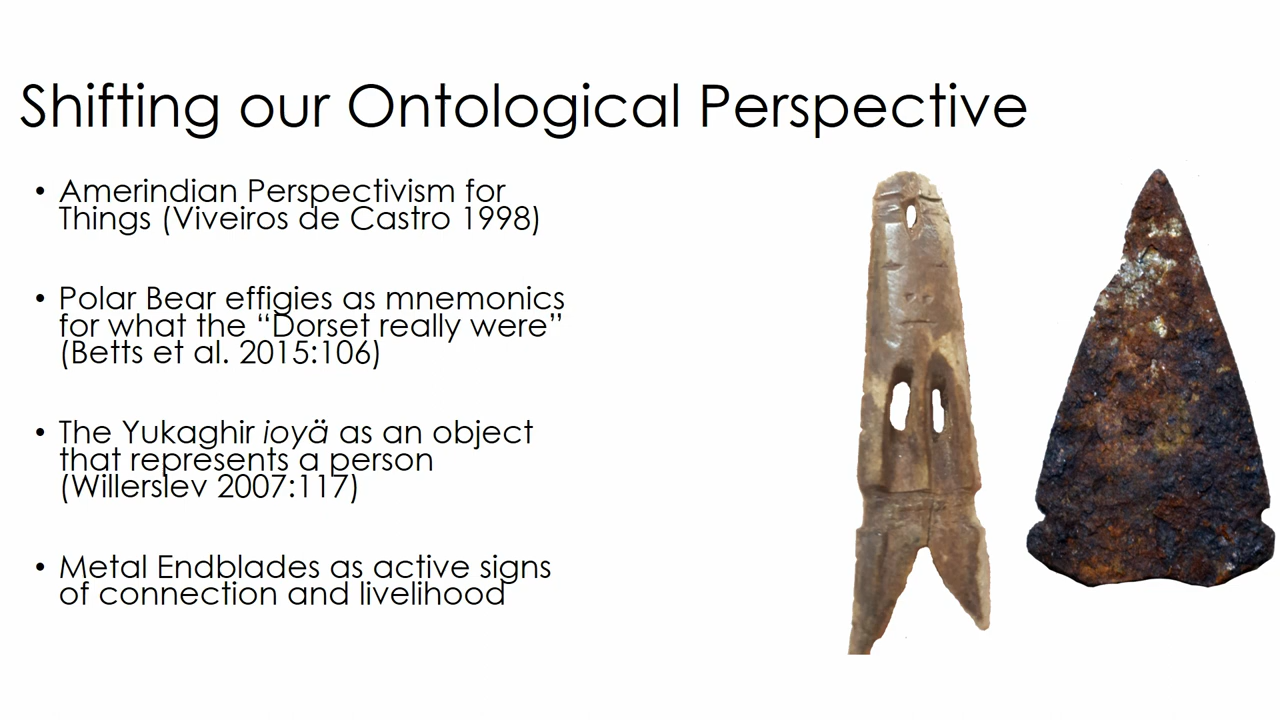 Shifting our Ontological Perspective
• Amerindian Perspectivism for
Things (Viveiros de Castro 1998)
• Polar Bear effigies as mnemonics
for what the “Dorset really were”
(Betts et al. 2015:106)
• The Yukaghir ioyä as an object
that represents a person
(Willerslev 2007:117)
• Metal Endblades as active signs
of connection and livelihood